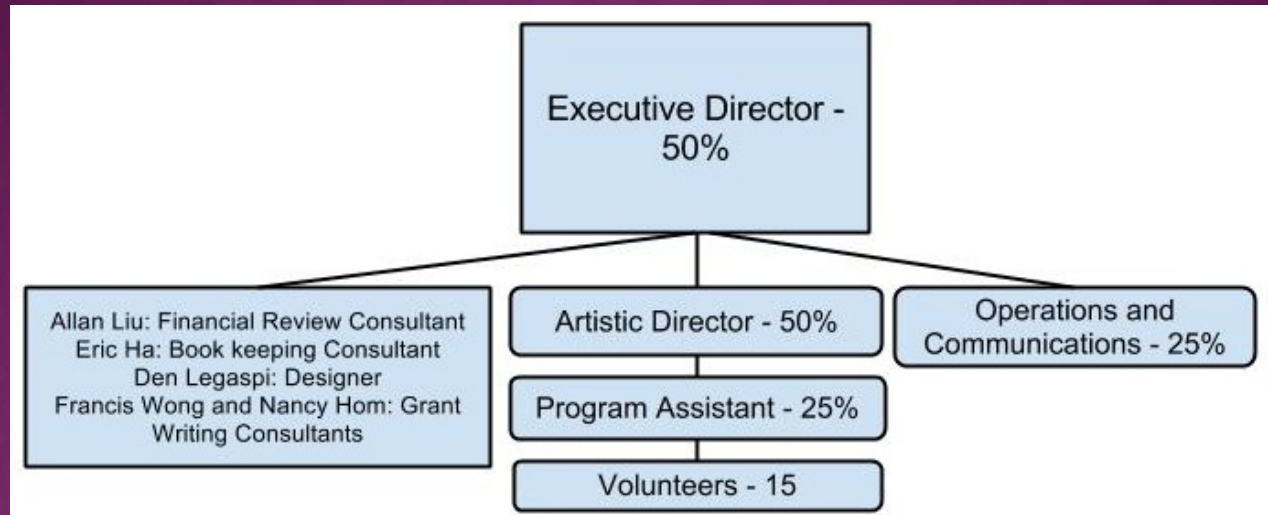 Executive Director -
50%
Allan Liu: Financial Review Consultant
Eric Ha: Book keeping Consultant
Den Legaspi: Designer
Francis Wong and Nancy Hom: Grant
Writing Consultants
Artistic Director - 50%
Program Assistant - 25%
Volunteers - 15
Operations and
Communications - 25%